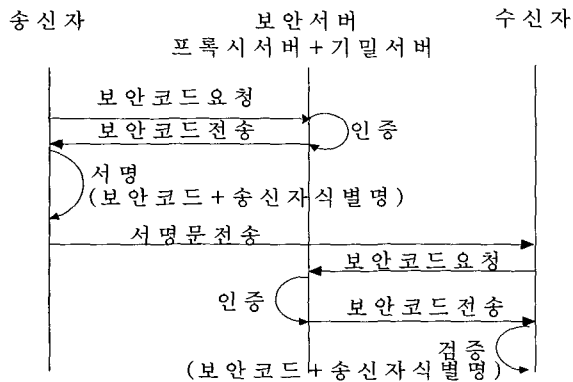 송신자 보안서버 수신자
프록시서버+기밀서버
보안코드요청
보안코드전송 인증
서명
(보안코드+송신자식별명)
서명문전송
보안코드요청
인증 보안코드전송
검증
(보안코드+송신자식별명)